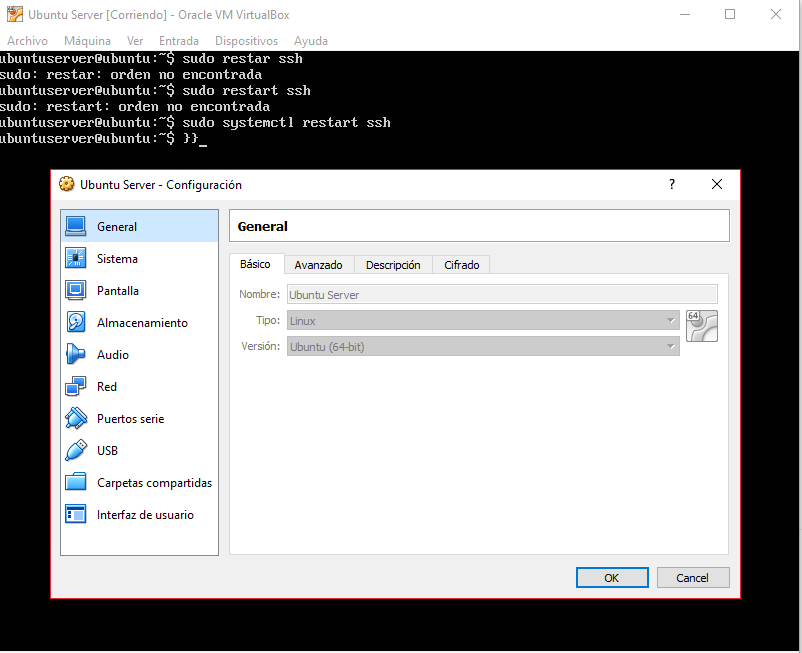 Ubuntu Server [Corriendo] - Oracle VM VirtualBox
Archivo Máquina Ver Entrada Dispositivos Ayuda
ubuntuserver@ubuntu:~$ sudo restar ssh
sudo: restar: orden no encontrada
ubuntuserver@ubuntu:~$ sudo restart ssh
sudo: restart: orden no encontrada
ubuntuserver@ubuntu:~$ sudo systemctl restart ssh
ubuntuserver@ubuntu:~$ }}_
Ubuntu Server - Configuración ?
General
Sistema
Pantalla
Almacenamiento
Audio
Red
Puertos serie
USB
Carpetas compartidas
Interfaz de usuario
General
Básico Avanzado Descripción Cifrado
Nombre: Ubuntu Server
Tipo: Linux
64
Versión: Ubuntu (64-bit)
OK Cancel